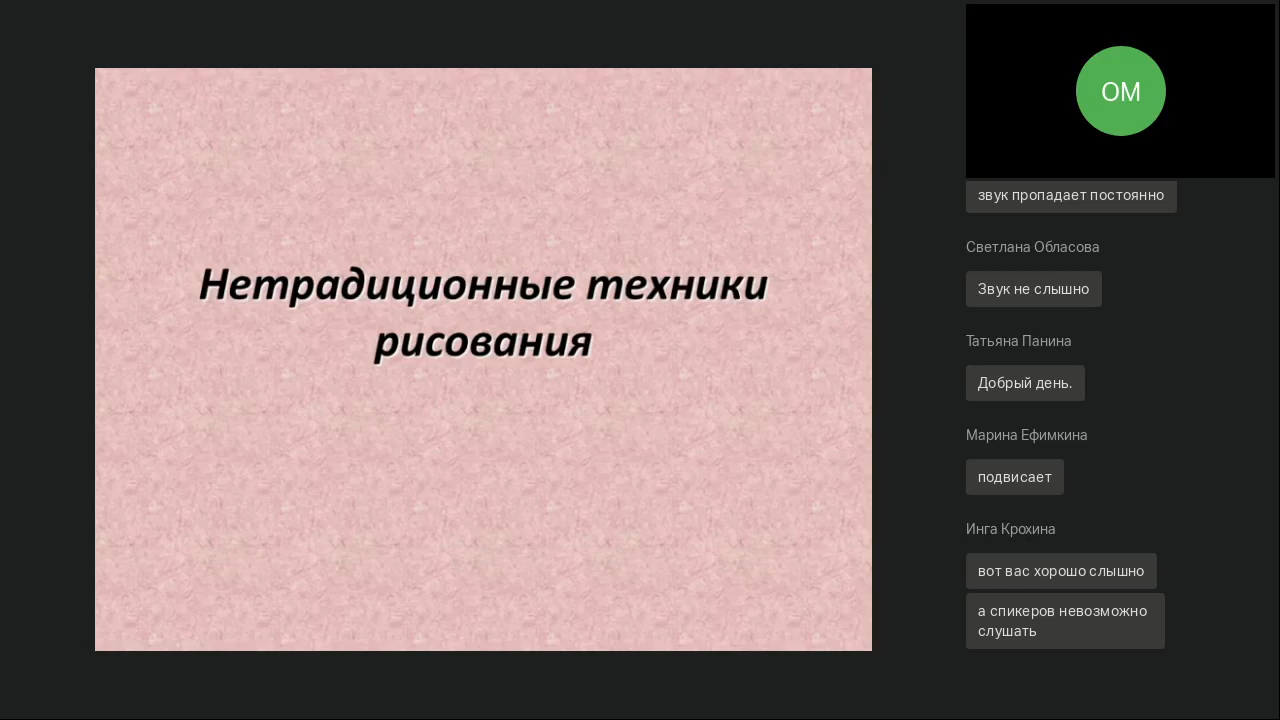 Нетрадиционные техники
рисования
ОМ
звук пропадает постоянно
Светлана Обласова
Звук не слышно
Татьяна Панина
Добрый день.
Марина Ефимкина
подвисает
Инга Крохина
вот вас хорошо слышно
а спикеров невозможно
слушать